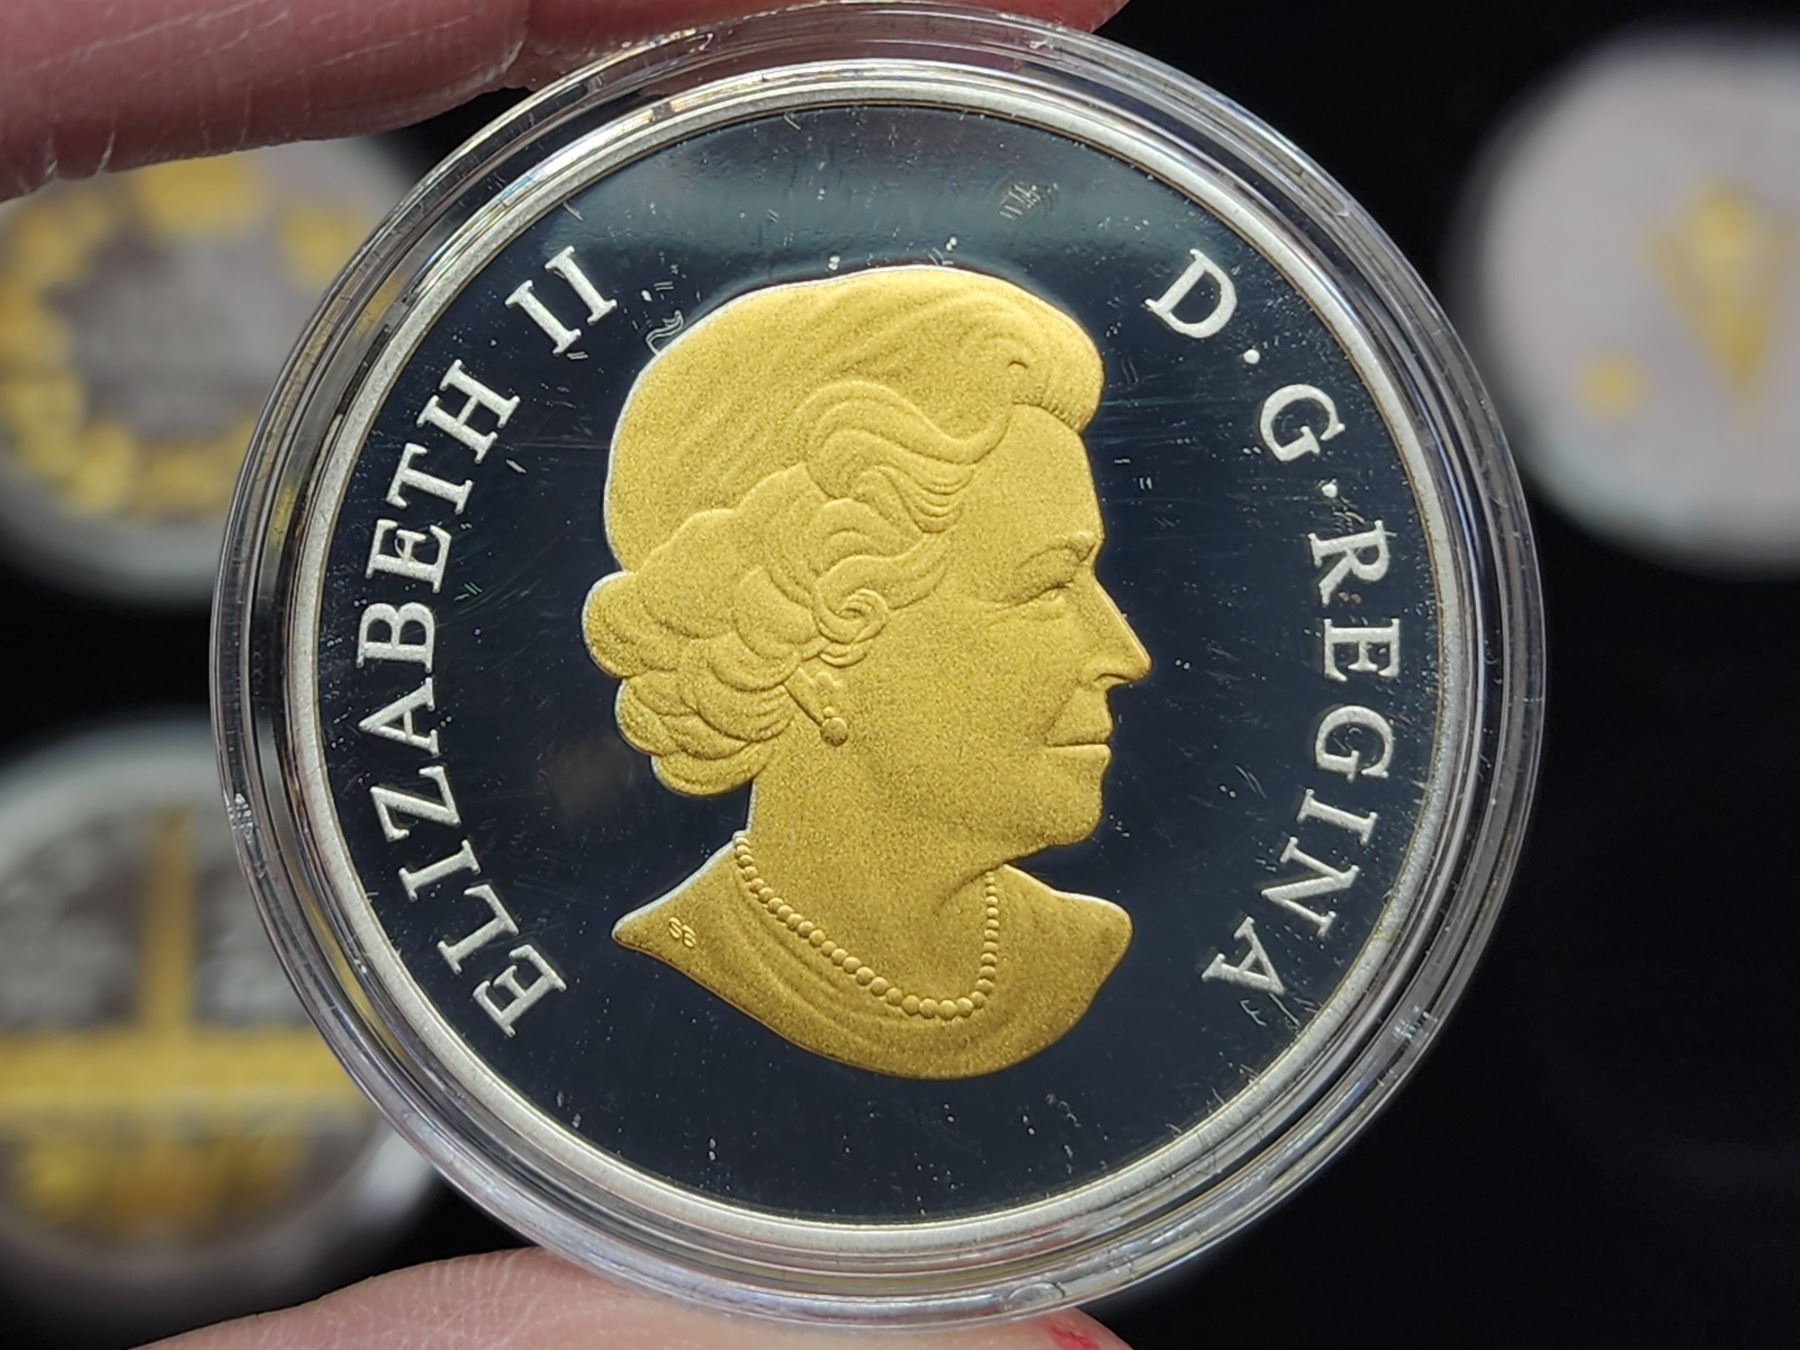 ELIZABETH II
D·G·REGINA
SB